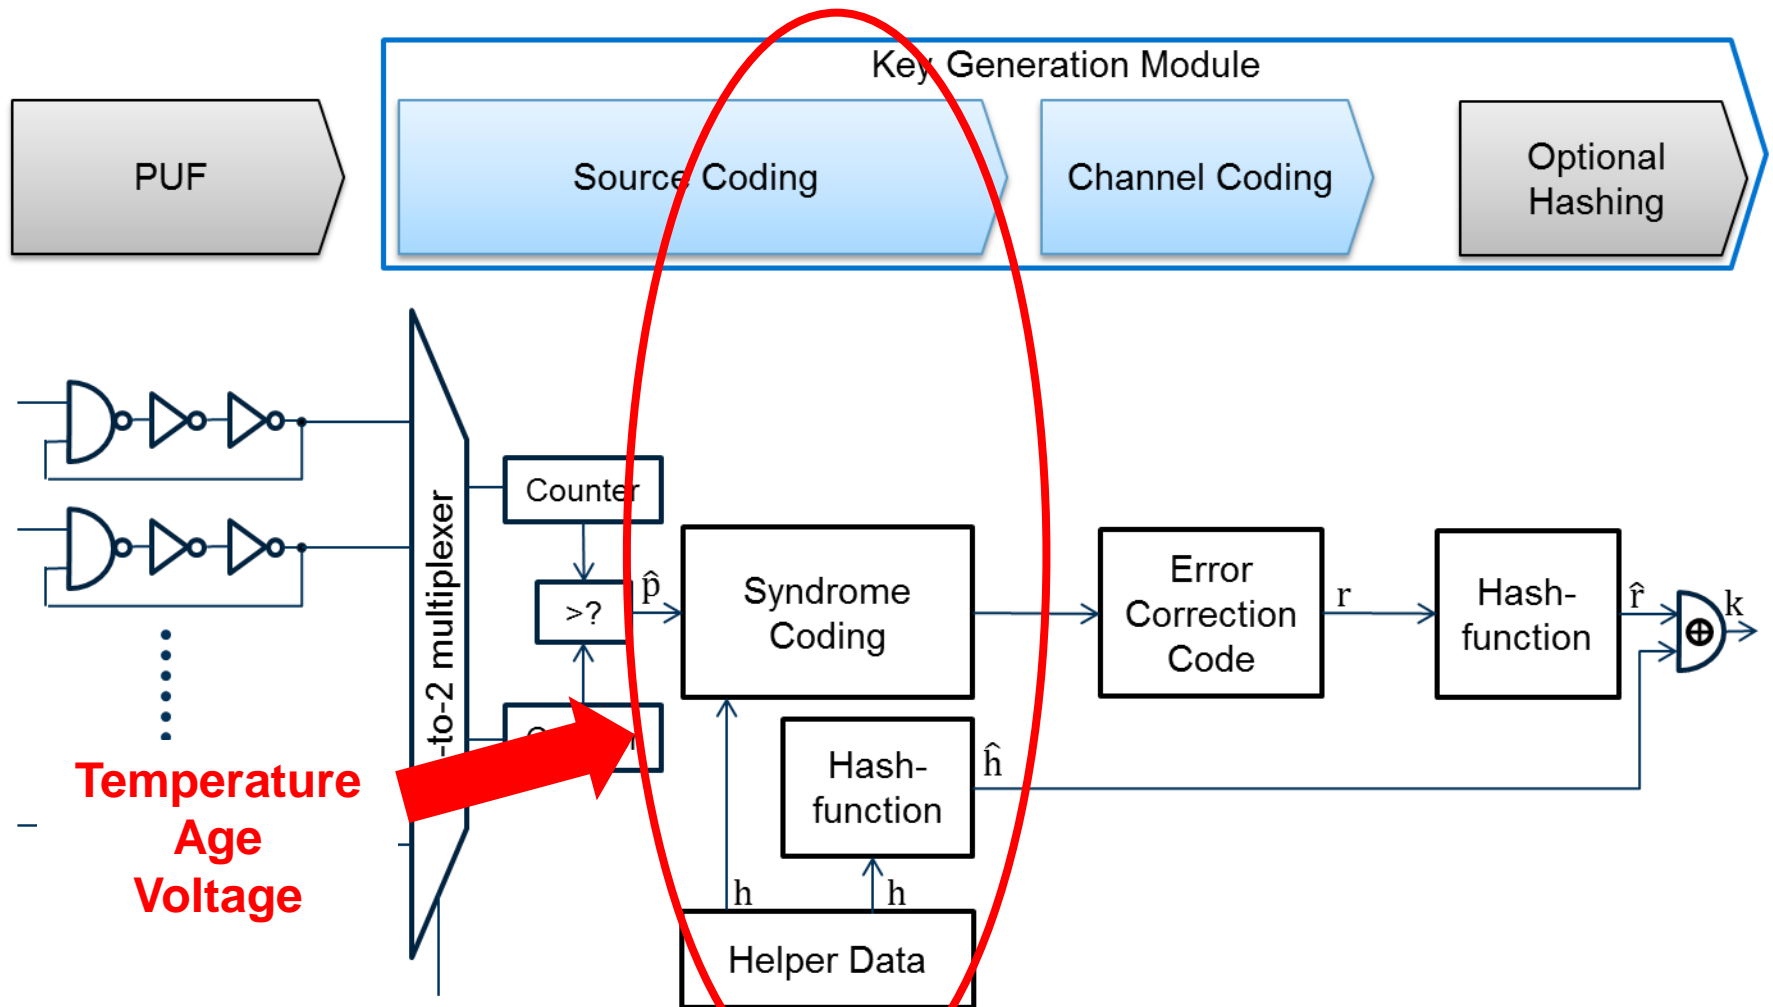 Key Generation Module
PUF
Source Coding
Channel Coding
Optional
Hashing
-to-2 multiplexer
Counter
>?
p̂
Syndrome
Coding
Error
Correction
Code
r
Hash-
function
r̂
⊕
k
Temperature
Age
Voltage
Hash-
function
ĥ
h
h
Helper Data